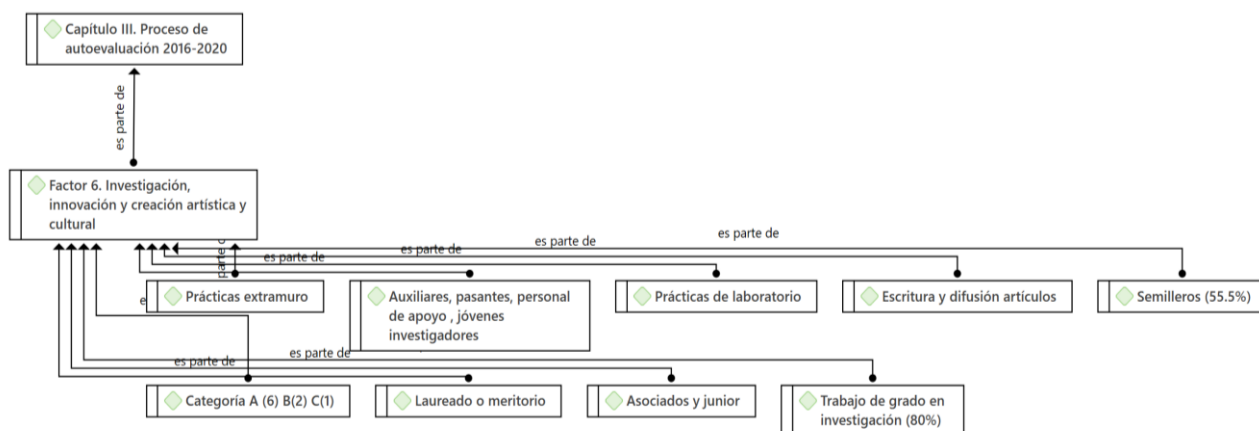 Capítulo III. Proceso de
autoevaluación 2016-2020
es parte de
Factor 6. Investigación,
innovación y creación artística y
cultural
es parte de
es parte de
es parte de
es parte de
parte
Prácticas extramuro
Auxiliares, pasantes, personal
de apoyo , jóvenes
investigadores
Prácticas de laboratorio
Escritura y difusión artículos
Semilleros (55.5%)
es parte de
es parte de
Categoría A (6) B(2) C(1)
Laureado o meritorio
Asociados y junior
Trabajo de grado en
investigación (80%)